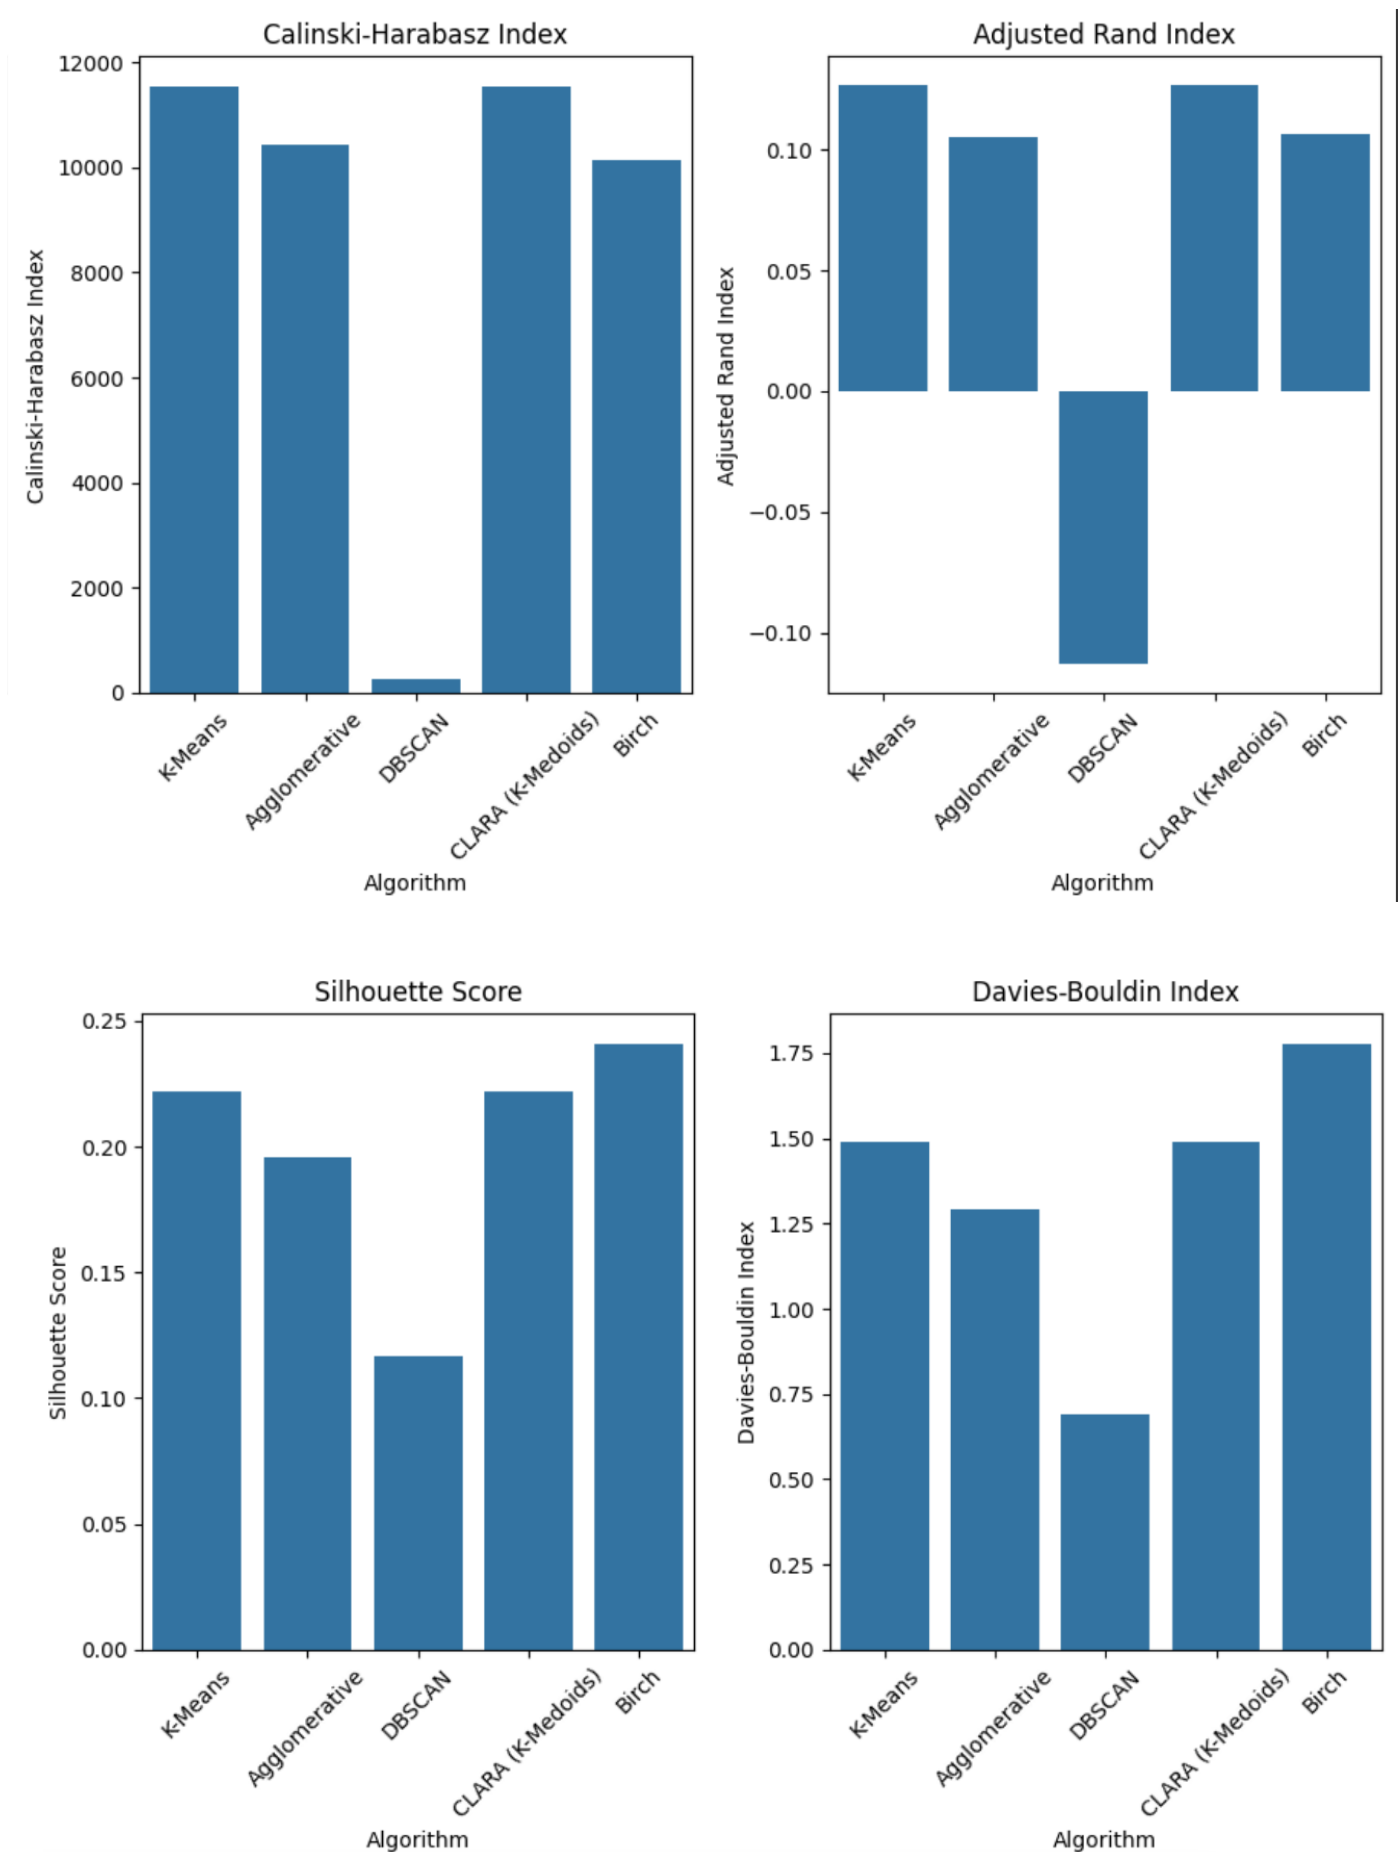 Calinski-Harabasz Index
12000
10000
8000
6000
4000
2000
0
Calinski-Harabasz Index
K-Means
Agglomerative
DBSCAN
CLARA (K-Medoids)
Birch
Algorithm
Adjusted Rand Index
0.10
0.05
0.00
−0.05
−0.10
Adjusted Rand Index
K-Means
Agglomerative
DBSCAN
CLARA (K-Medoids)
Birch
Algorithm
Silhouette Score
0.25
0.20
0.15
0.10
0.05
0.00
Silhouette Score
K-Means
Agglomerative
DBSCAN
CLARA (K-Medoids)
Birch
Algorithm
Davies-Bouldin Index
1.75
1.50
1.25
1.00
0.75
0.50
0.25
0.00
Davies-Bouldin Index
K-Means
Agglomerative
DBSCAN
CLARA (K-Medoids)
Birch
Algorithm